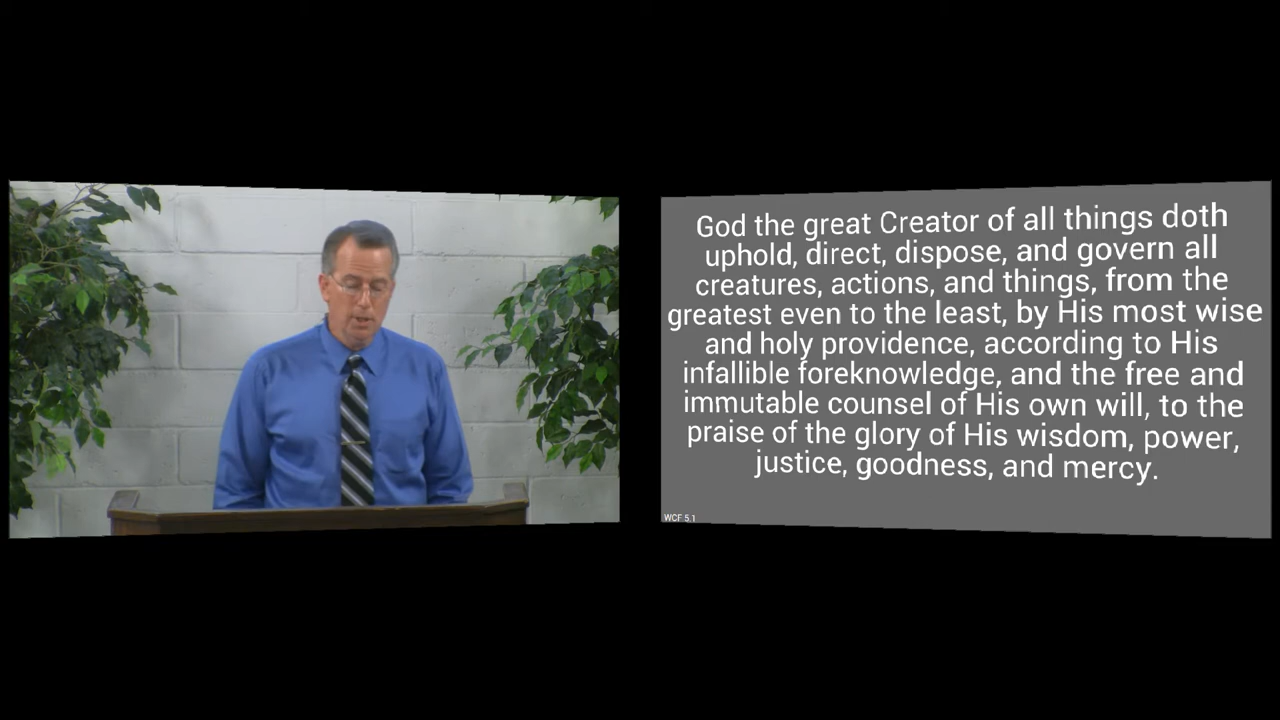 God the great Creator of all things doth
uphold, direct, dispose, and govern all
creatures, actions, and things, from the
greatest even to the least, by His most wise
and holy providence, according to His
infallible foreknowledge, and the free and
immutable counsel of His own will, to the
praise of the glory of His wisdom, power,
justice, goodness, and mercy.
WCF 5.1